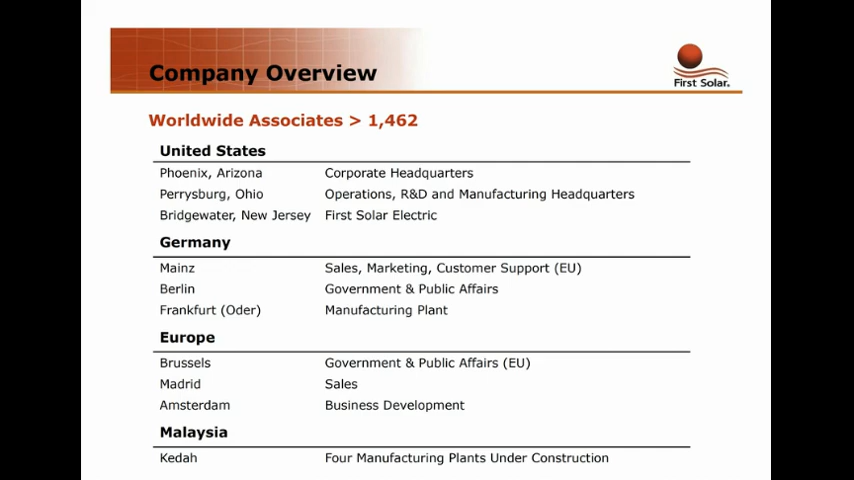 Company Overview
First Solar.
Worldwide Associates > 1,462
United States
Phoenix, Arizona Corporate Headquarters
Perrysburg, Ohio Operations, R&D and Manufacturing Headquarters
Bridgewater, New Jersey First Solar Electric
Germany
Mainz Sales, Marketing, Customer Support (EU)
Berlin Government & Public Affairs
Frankfurt (Oder) Manufacturing Plant
Europe
Brussels Government & Public Affairs (EU)
Madrid Sales
Amsterdam Business Development
Malaysia
Kedah Four Manufacturing Plants Under Construction